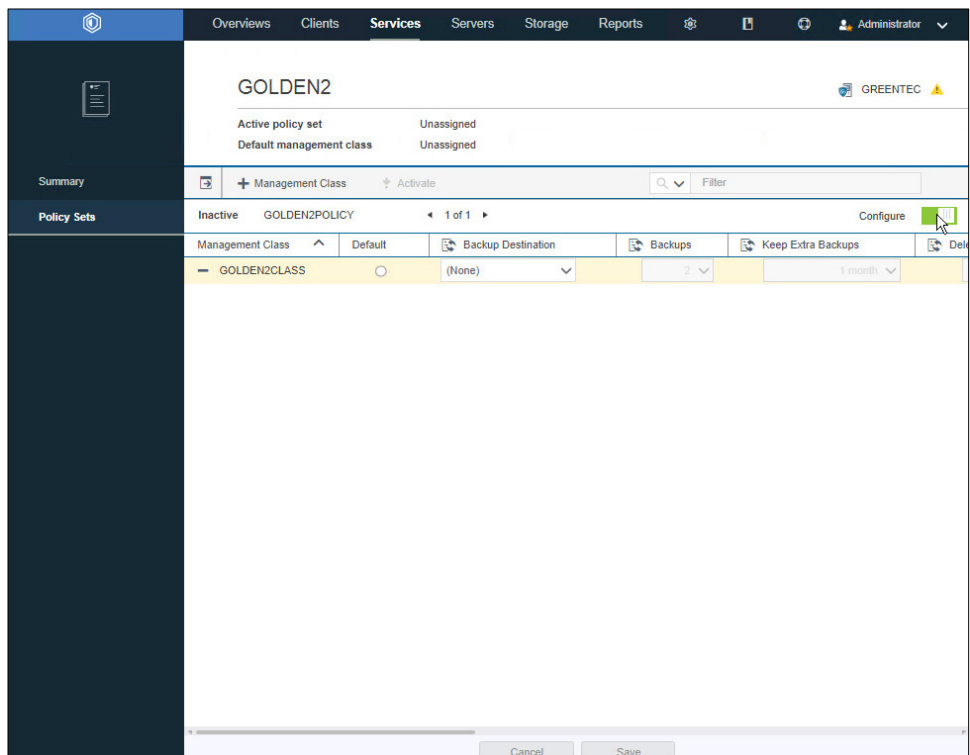 Overviews Clients Services Servers Storage Reports Administrator
GOLDEN2
GREENTEC
Active policy set Unassigned
Default management class Unassigned
Summary
+ Management Class Activate Filter
Policy Sets
Inactive GOLDEN2POLICY 1 of 1 Configure
Management Class Default Backup Destination Backups Keep Extra Backups
GOLDEN2CLASS (None) 2 1 month
Cancel Save